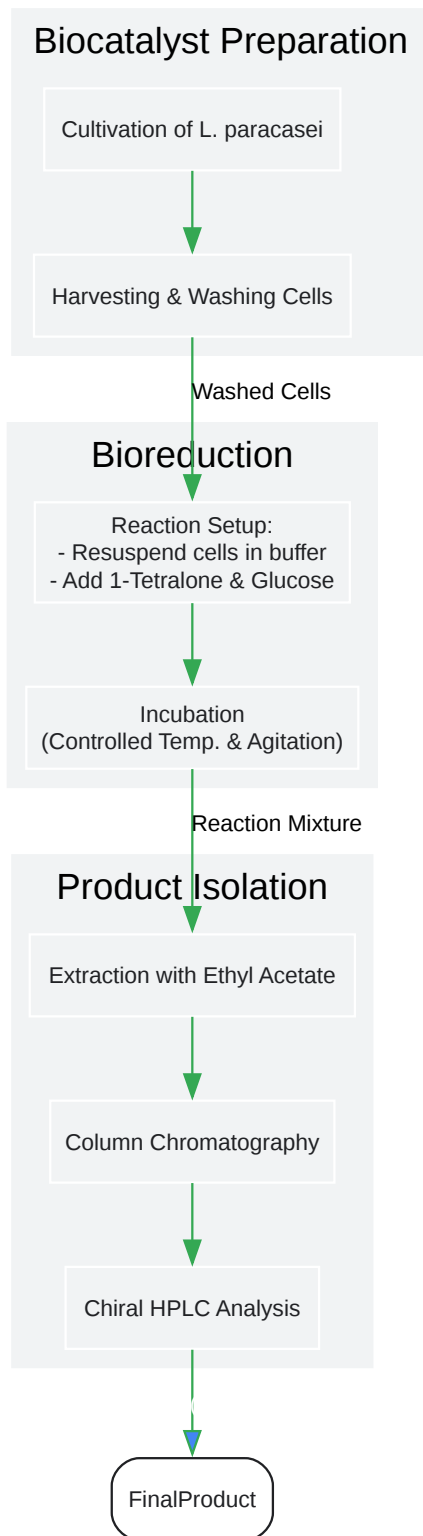 Biocatalyst Preparation
Cultivation of L. paracasei
Harvesting & Washing Cells
Washed Cells
Bioreduction
Reaction Setup:
- Resuspend cells in buffer
- Add 1-Tetralone & Glucose
Incubation
(Controlled Temp. & Agitation)
Reaction Mixture
Product Isolation
Extraction with Ethyl Acetate
Column Chromatography
Chiral HPLC Analysis
FinalProduct